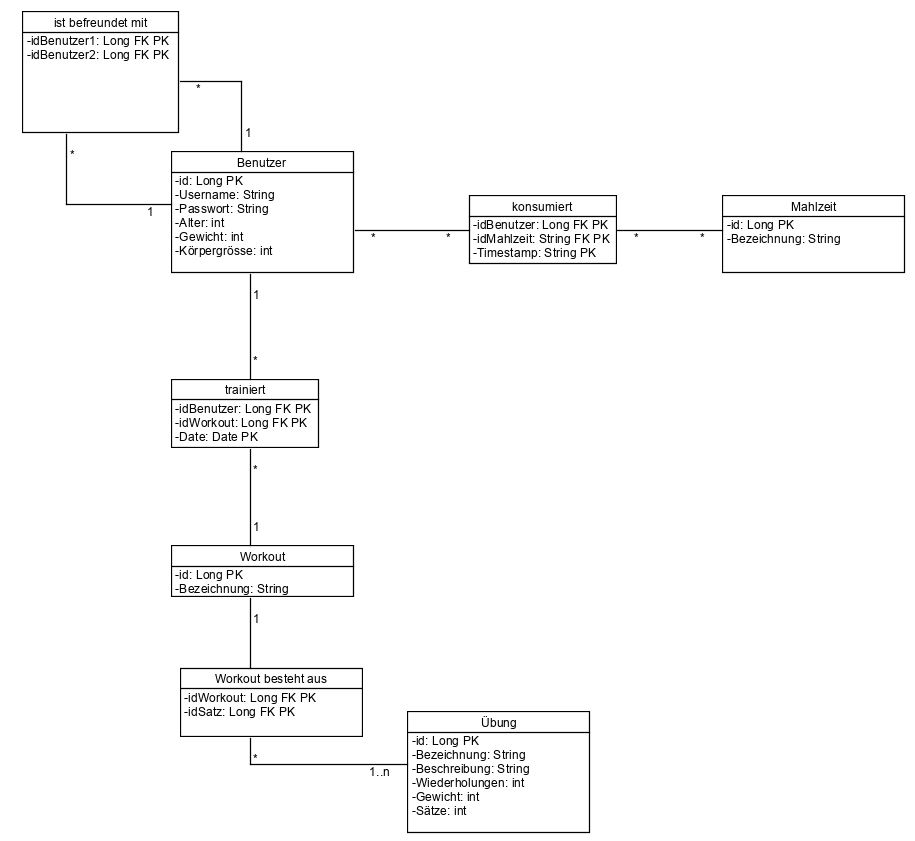 ist befreundet mit
-idBenutzer1: Long FK PK
-idBenutzer2: Long FK PK
*
1
*
1
Benutzer
-id: Long PK
-Username: String
-Passwort: String
-Alter: int
-Gewicht: int
-Körpergrösse: int
*
*
konsumiert
-idBenutzer: Long FK PK
-idMahlzeit: String FK PK
-Timestamp: String PK
*
*
Mahlzeit
-id: Long PK
-Bezeichnung: String
1
*
trainiert
-idBenutzer: Long FK PK
-idWorkout: Long FK PK
-Date: Date PK
*
1
Workout
-id: Long PK
-Bezeichnung: String
1
Workout besteht aus
-idWorkout: Long FK PK
-idSatz: Long FK PK
*
1..n
Übung
-id: Long PK
-Bezeichnung: String
-Beschreibung: String
-Wiederholungen: int
-Gewicht: int
-Sätze: int